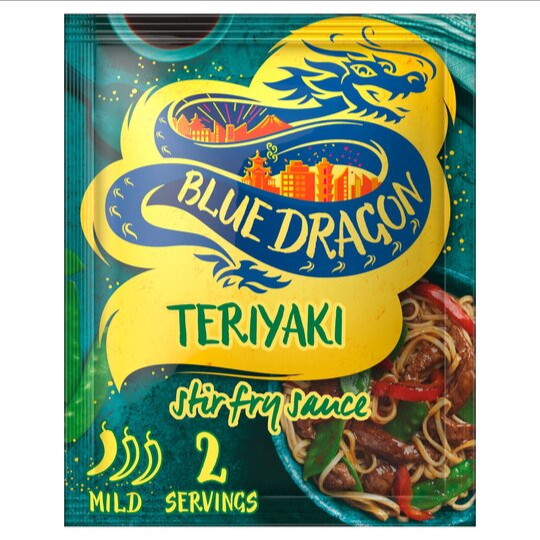 BLUE DRAGON
TERIYAKI
stir fry sauce
2
MILD SERVINGS